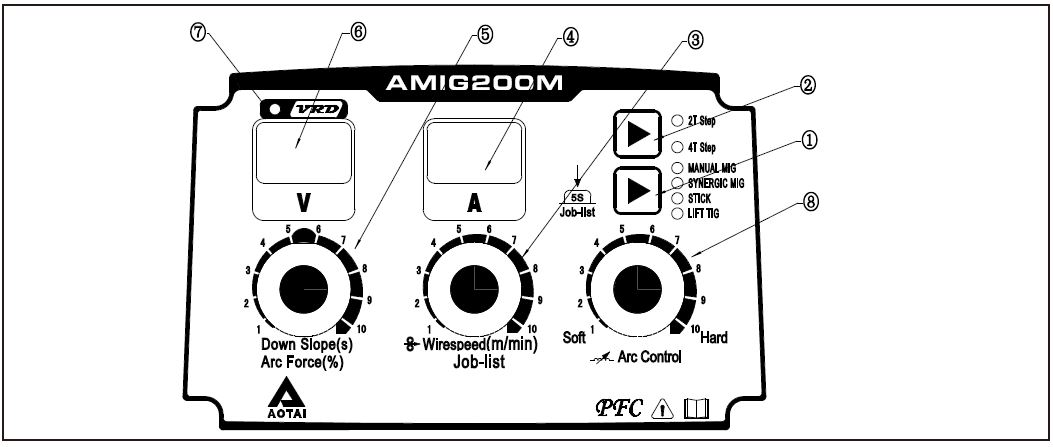 ⑦ ⑥ ⑤ ④ ③
AMIG200M
②
VRD
2T Step
4T Step
①
MANUAL MIG
SYNERGIC MIG
STICK
LIFT TIG
5S
Job-list
⑧
V
A
1 2 3 4 5 6 7 8 9 10
1 2 3 4 5 6 7 8 9 10
1 2 3 4 5 6 7 8 9 10
Down Slope(s)
Arc Force(%)
Wirespeed(m/min)
Job-list
Soft
Hard
Arc Control
AOTAI
PFC